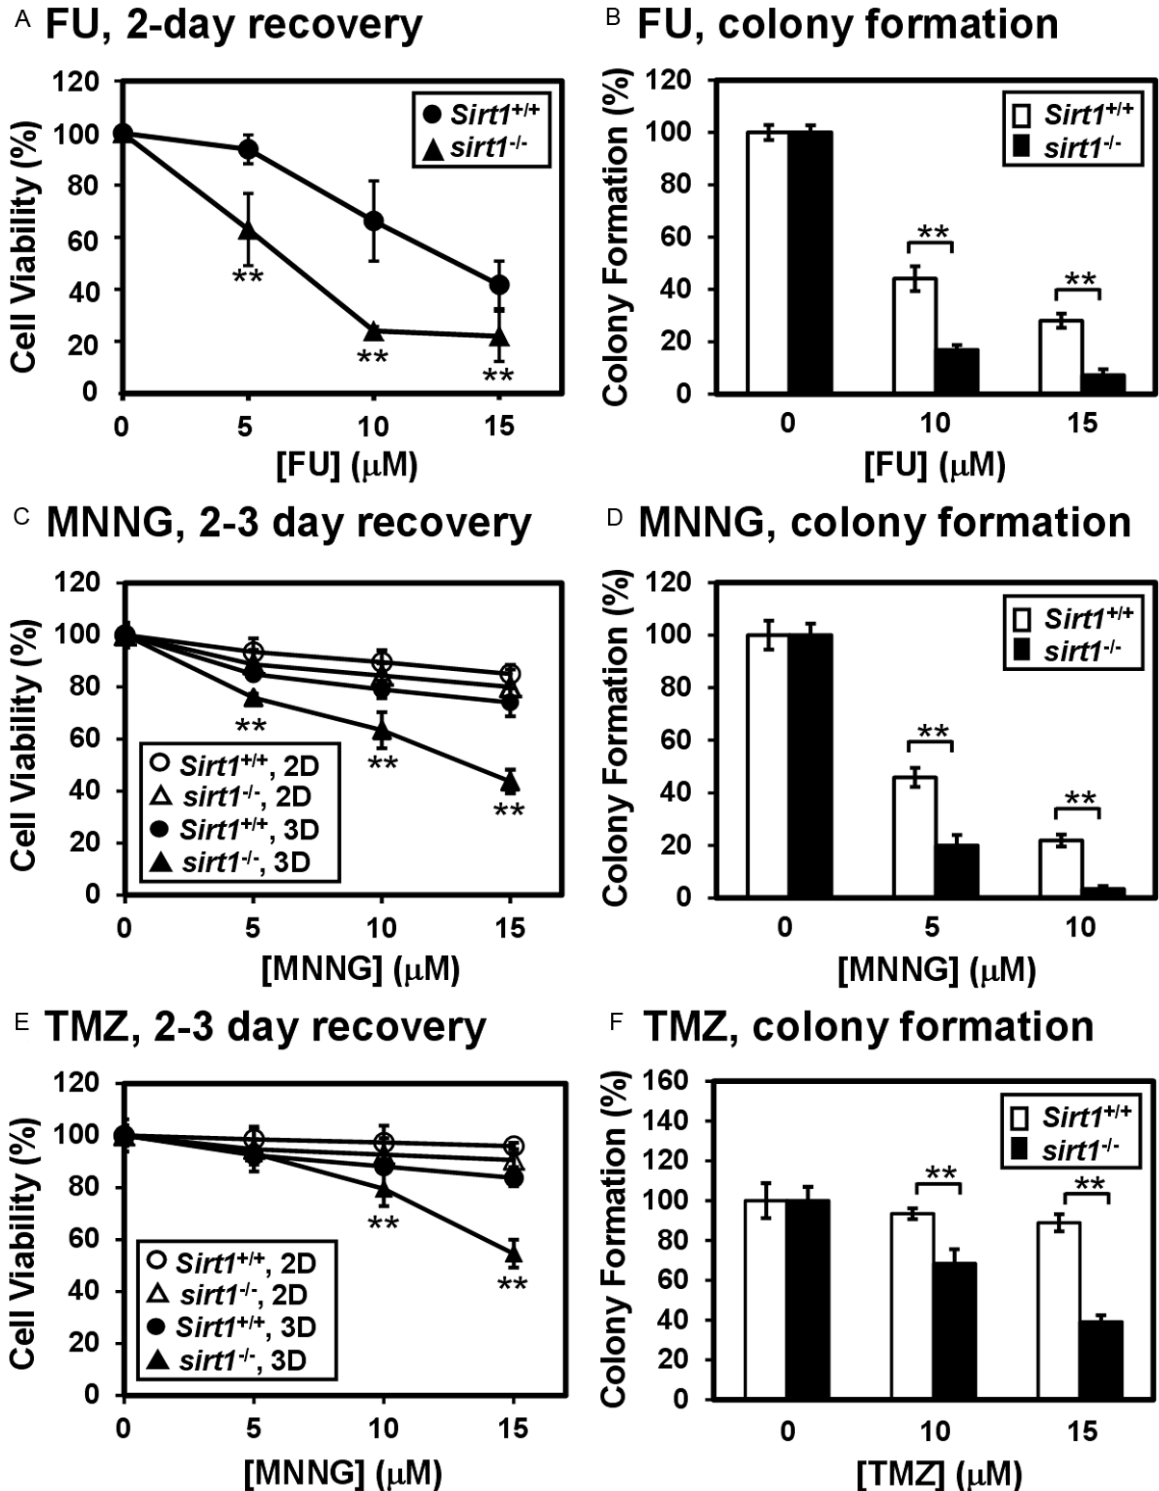 A FU, 2-day recovery
Cell Viability (%)
120
100
80
60
40
20
0
Sirt1+/+
sirt1-/-
**
**
**
0 5 10 15
[FU] (μM)
B FU, colony formation
Colony Formation (%)
120
100
80
60
40
20
0
Sirt1+/+
sirt1-/-
**
**
0 10 15
[FU] (μM)
C MNNG, 2-3 day recovery
Cell Viability (%)
120
100
80
60
40
20
0
**
**
**
Sirt1+/+, 2D
sirt1-/-, 2D
Sirt1+/+, 3D
sirt1-/-, 3D
0 5 10 15
[MNNG] (μM)
D MNNG, colony formation
Colony Formation (%)
120
100
80
60
40
20
0
Sirt1+/+
sirt1-/-
**
**
0 5 10
[MNNG] (μM)
E TMZ, 2-3 day recovery
Cell Viability (%)
120
100
80
60
40
20
0
**
**
Sirt1+/+, 2D
sirt1-/-, 2D
Sirt1+/+, 3D
sirt1-/-, 3D
0 5 10 15
[MNNG] (μM)
F TMZ, colony formation
Colony Formation (%)
160
140
120
100
80
60
40
20
0
Sirt1+/+
sirt1-/-
**
**
0 10 15
[TMZ] (μM)